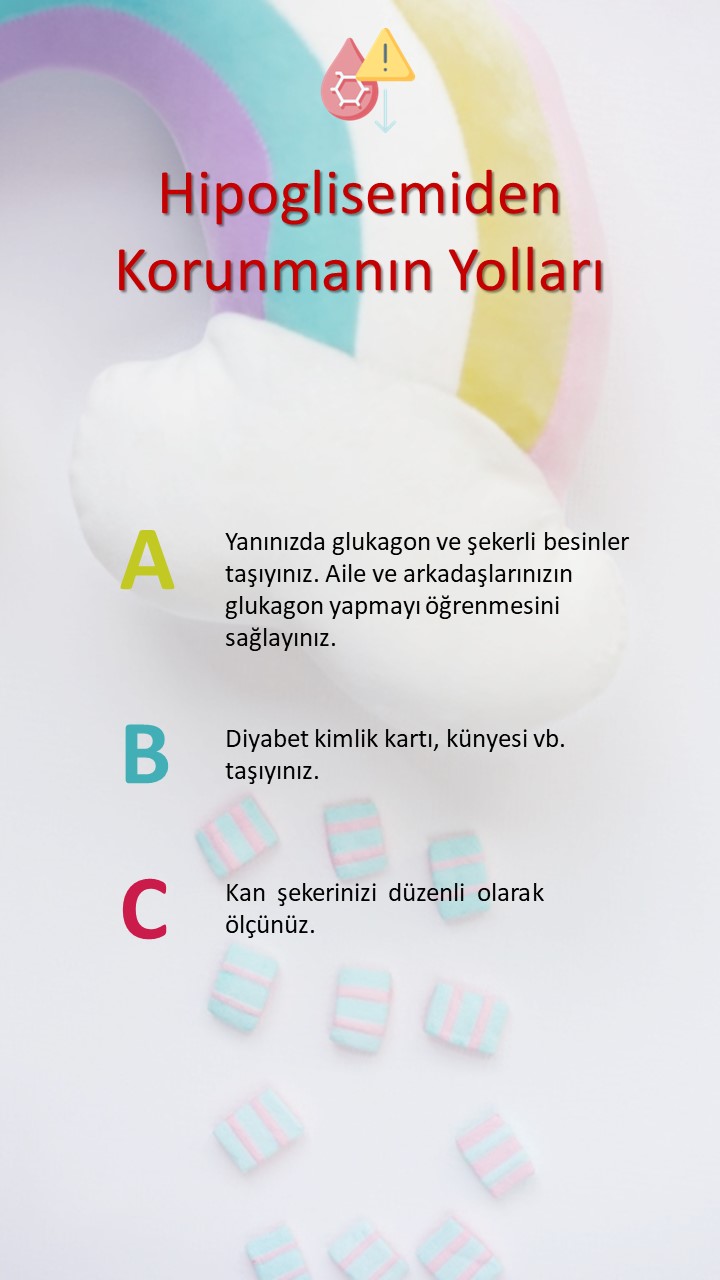 Hipoglisemiden
Korunmanın Yolları
A
Yanınızda glukagon ve şekerli besinler
taşıyınız. Aile ve arkadaşlarınızın
glukagon yapmayı öğrenmesini
sağlayınız.
B
Diyabet kimlik kartı, künyesi vb.
taşıyınız.
C
Kan şekerinizi düzenli olarak
ölçünüz.